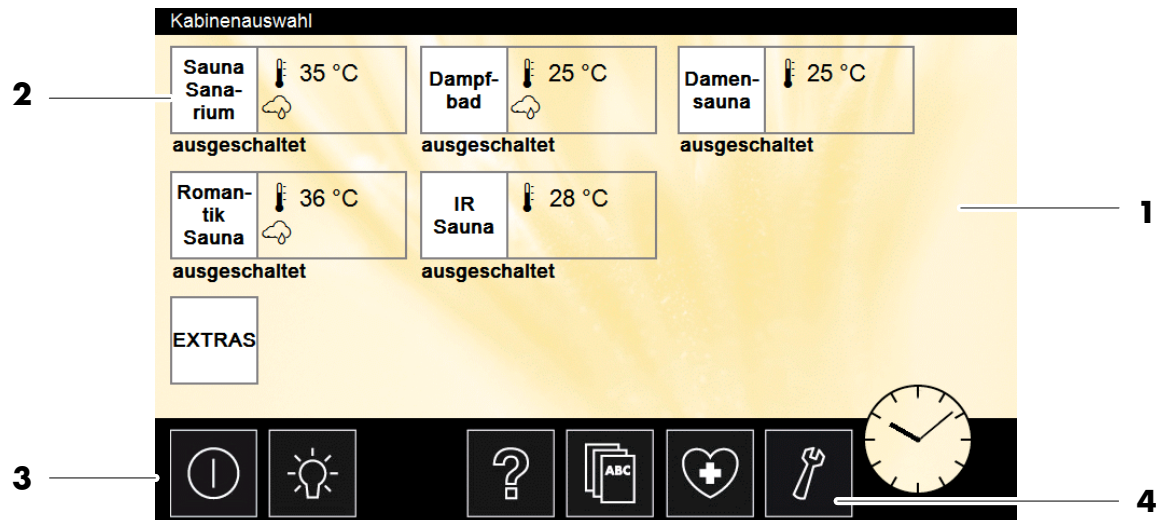 Kabinenauswahl
Sauna
Sana-
rium
35 °C
ausgeschaltet
Dampf-
bad
25 °C
ausgeschaltet
Damen-
sauna
25 °C
ausgeschaltet
Roman-
tik
Sauna
36 °C
ausgeschaltet
IR
Sauna
28 °C
ausgeschaltet
EXTRAS
?
ABC
1
2
3
4